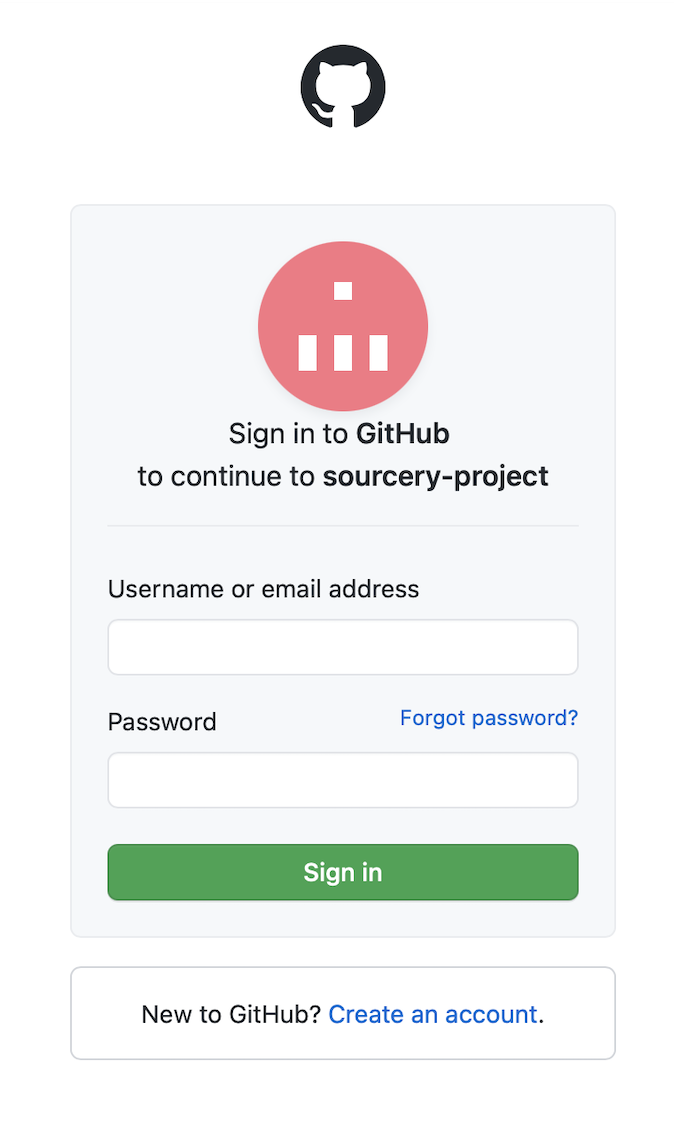 Sign in to GitHub
to continue to sourcery-project
Username or email address
Password
Forgot password?
Sign in
New to GitHub? Create an account.